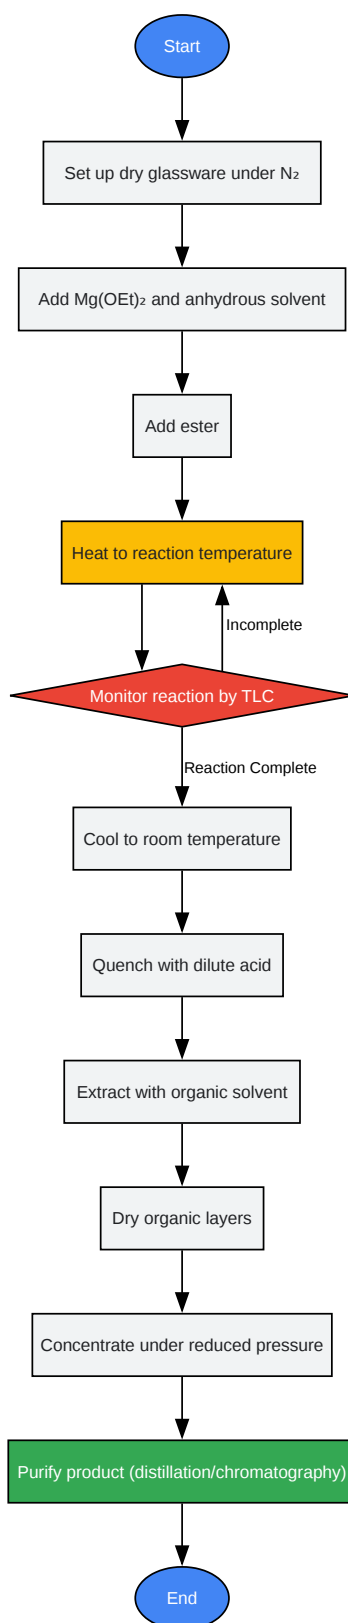 Start
Set up dry glassware under N₂
Add Mg(OEt)₂ and anhydrous solvent
Add ester
Heat to reaction temperature
Incomplete
Monitor reaction by TLC
Reaction Complete
Cool to room temperature
Quench with dilute acid
Extract with organic solvent
Dry organic layers
Concentrate under reduced pressure
Purify product (distillation/chromatography)
End